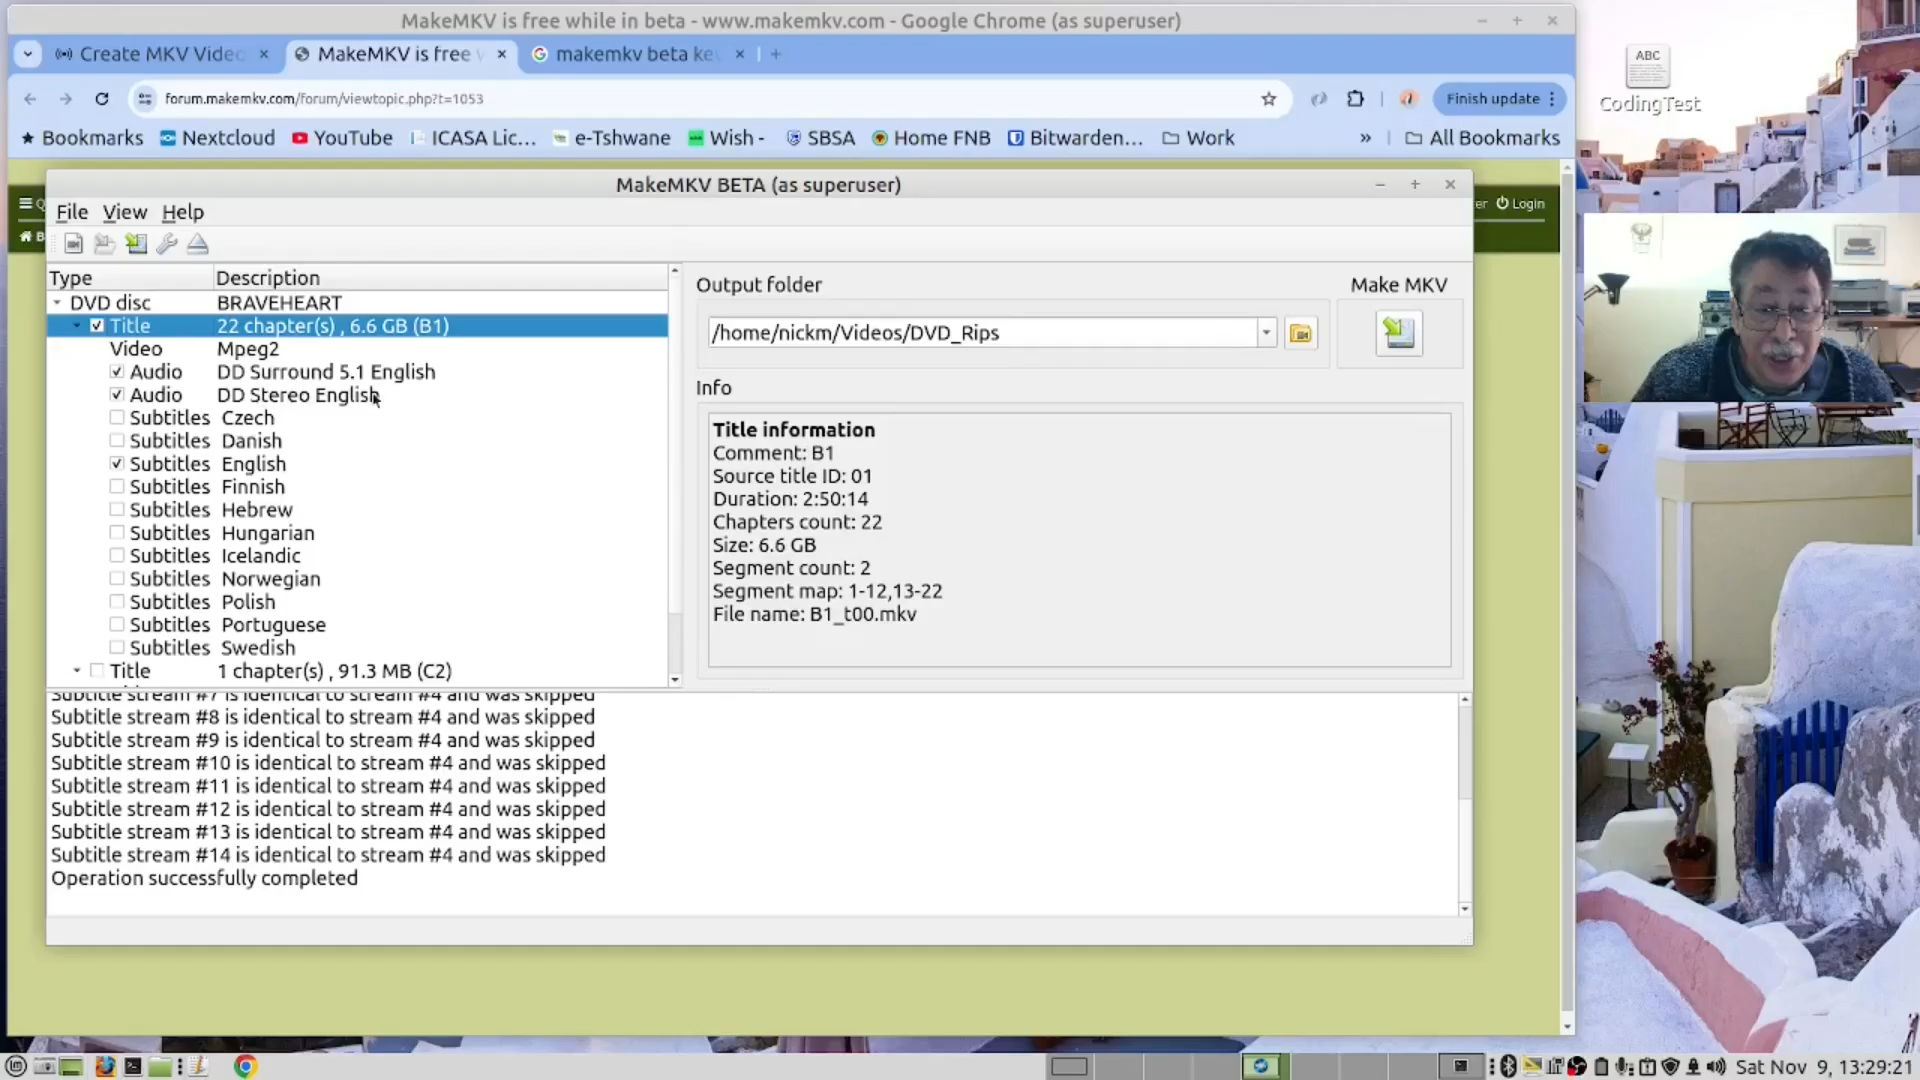 MakeMKV is free while in beta - www.makemkv.com - Google Chrome (as superuser)
Create MKV Video
MakeMKV is free
makemkv beta
forum.makemkv.com/forum/viewtopic.php?t=1053
Finish update
Bookmarks
Nextcloud
YouTube
ICASA Lic...
e-Tshwane
Wish -
SBSA
Home FNB
Bitwarden...
Work
»
All Bookmarks
ABC
CodingTest
Login
MakeMKV BETA (as superuser)
File View Help
Type Description
DVD disc BRAVEHEART
Title 22 chapter(s) , 6.6 GB (B1)
Video Mpeg2
Audio DD Surround 5.1 English
Audio DD Stereo English
Subtitles Czech
Subtitles Danish
Subtitles English
Subtitles Finnish
Subtitles Hebrew
Subtitles Hungarian
Subtitles Icelandic
Subtitles Norwegian
Subtitles Polish
Subtitles Portuguese
Subtitles Swedish
Title 1 chapter(s) , 91.3 MB (C2)
Output folder
Make MKV
/home/nickm/Videos/DVD_Rips
Info
Title information
Comment: B1
Source title ID: 01
Duration: 2:50:14
Chapters count: 22
Size: 6.6 GB
Segment count: 2
Segment map: 1-12,13-22
File name: B1_t00.mkv
Subtitle stream #7 is identical to stream #4 and was skipped
Subtitle stream #8 is identical to stream #4 and was skipped
Subtitle stream #9 is identical to stream #4 and was skipped
Subtitle stream #10 is identical to stream #4 and was skipped
Subtitle stream #11 is identical to stream #4 and was skipped
Subtitle stream #12 is identical to stream #4 and was skipped
Subtitle stream #13 is identical to stream #4 and was skipped
Subtitle stream #14 is identical to stream #4 and was skipped
Operation successfully completed
Sat Nov 9, 13:29:21